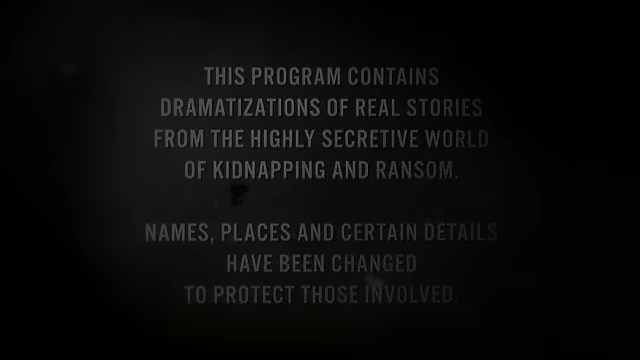 THIS PROGRAM CONTAINS
DRAMATIZATIONS OF REAL STORIES
FROM THE HIGHLY SECRETIVE WORLD
OF KIDNAPPING AND RANSOM.
NAMES, PLACES AND CERTAIN DETAILS
HAVE BEEN CHANGED
TO PROTECT THOSE INVOLVED.